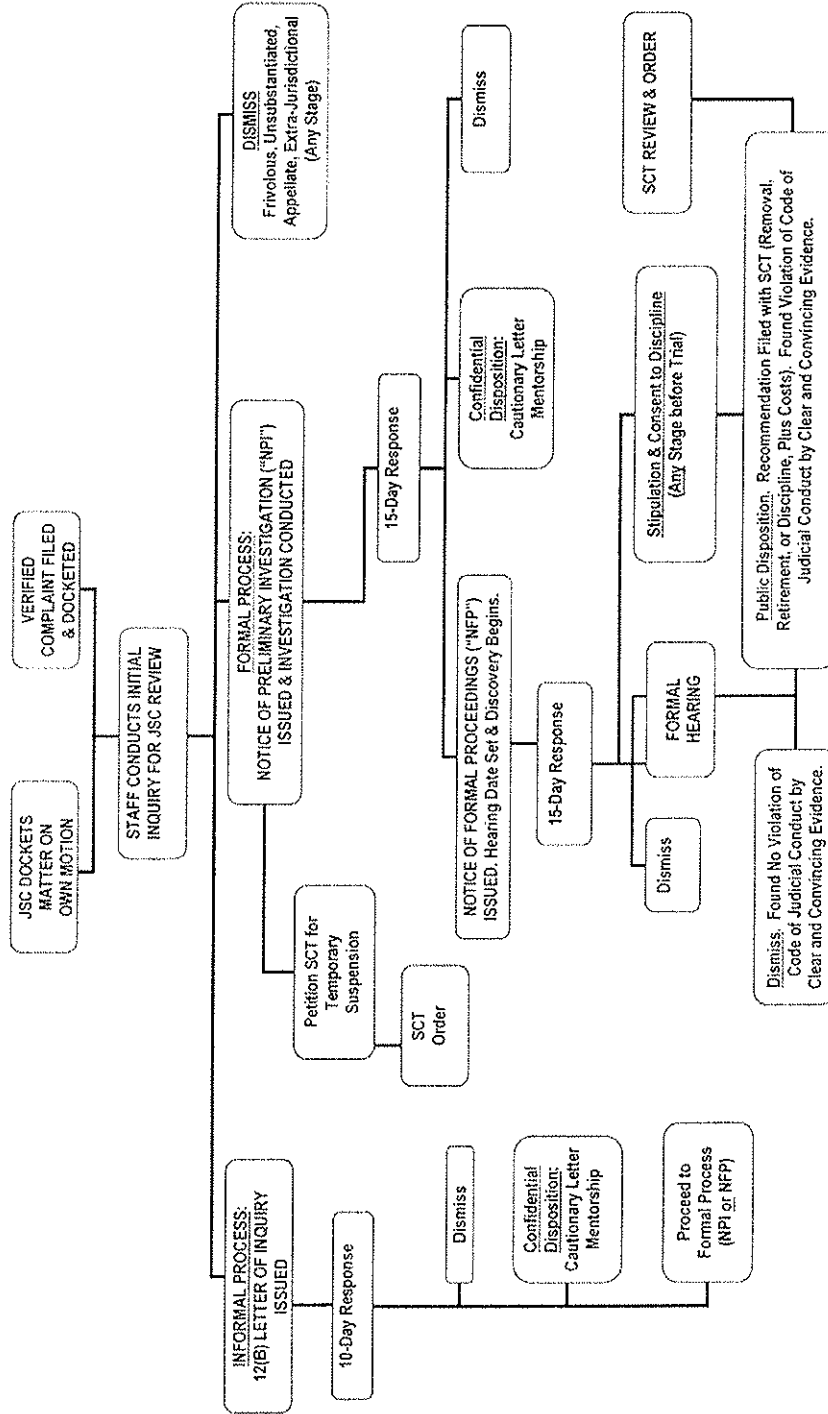 JSC DOCKETS
MATTER ON
OWN MOTION
VERIFIED
COMPLAINT FILED
& DOCKETED
STAFF CONDUCTS INITIAL
INQUIRY FOR JSC REVIEW
INFORMAL PROCESS:
12(B) LETTER OF INQUIRY
ISSUED
10-Day Response
Dismiss
Confidential
Disposition:
Cautionary Letter
Mentorship
Proceed to
Formal Process
(NPI or NFP)
FORMAL PROCESS:
NOTICE OF PRELIMINARY INVESTIGATION ("NPI")
ISSUED & INVESTIGATION CONDUCTED
Petition SCT for
Temporary
Suspension
SCT
Order
15-Day Response
NOTICE OF FORMAL PROCEEDINGS ("NFP")
ISSUED. Hearing Date Set & Discovery Begins.
Confidential
Disposition:
Cautionary Letter
Mentorship
Dismiss
15-Day Response
Dismiss
FORMAL
HEARING
Stipulation & Consent to Discipline
(Any Stage before Trial)
SCT REVIEW & ORDER
Dismiss. Found No Violation of
Code of Judicial Conduct by
Clear and Convincing Evidence.
Public Disposition. Recommendation Filed with SCT (Removal,
Retirement, or Discipline, Plus Costs). Found Violation of Code of
Judicial Conduct by Clear and Convincing Evidence.
DISMISS
Frivolous, Unsubstantiated,
Appellate, Extra-Jurisdictional
(Any Stage)